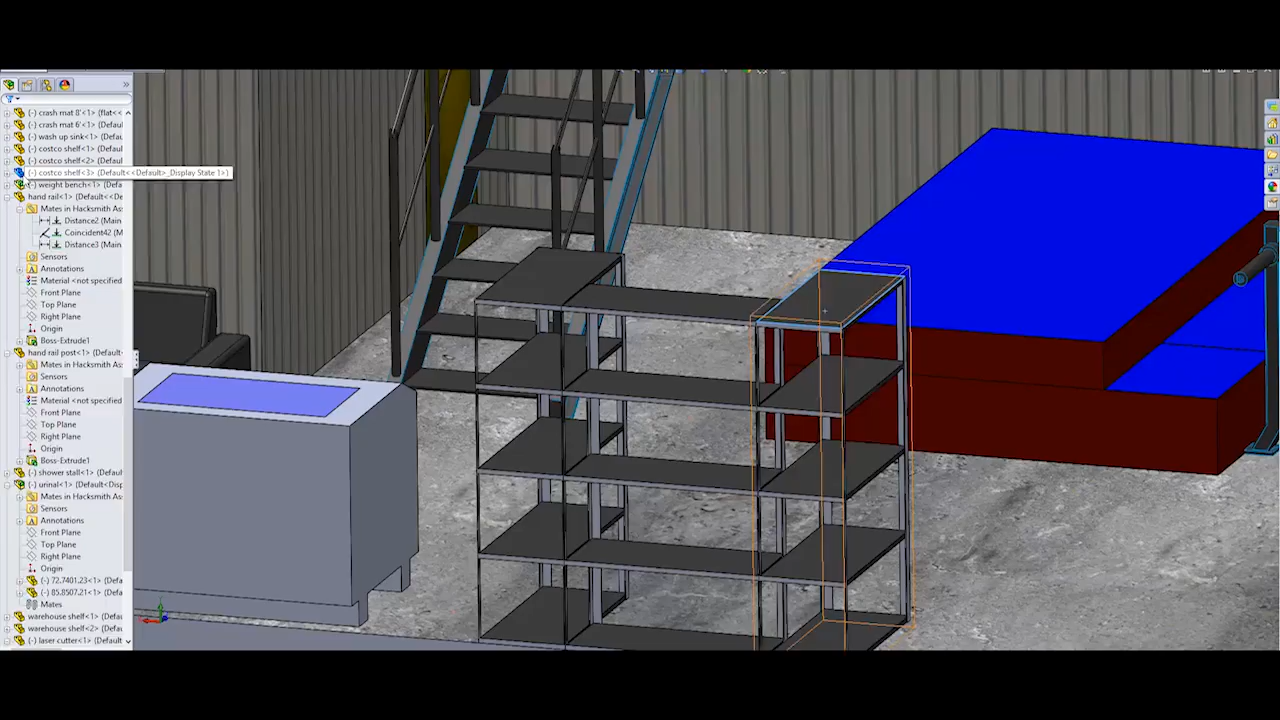 (-) crash mat 8'<1> (flat<<
(-) crash mat 6'<1> (Defaul
(-) wash up sink<1> (Defau
(-) costco shelf<1> (Defaul
(-) costco shelf<2> (Defaul
(-) costco shelf<3> (Default<<Default>_Display State 1>)
(-) weight bench<1> (Defa
hand rail<1> (Default<<De
Mates in Hacksmith Ass
Distance2 (Main
Coincident42 (M
Distance3 (Main
Sensors
Annotations
Material <not specified
Front Plane
Top Plane
Right Plane
Origin
Boss-Extrude1
hand rail post<1> (Default
Mates in Hacksmith Ass
Sensors
Annotations
Material <not specified
Front Plane
Top Plane
Right Plane
Origin
Boss-Extrude1
(-) shower stall<1> (Defaul
(-) urinal<1> (Default<Disp
Mates in Hacksmith Ass
Sensors
Annotations
Front Plane
Top Plane
Right Plane
Origin
(-) 72.7401.23<1> (Defa
(-) 85.8507.21<1> (Defa
Mates
warehouse shelf<1> (Defa
warehouse shelf<2> (Defa
(-) laser cutter<1> (Default